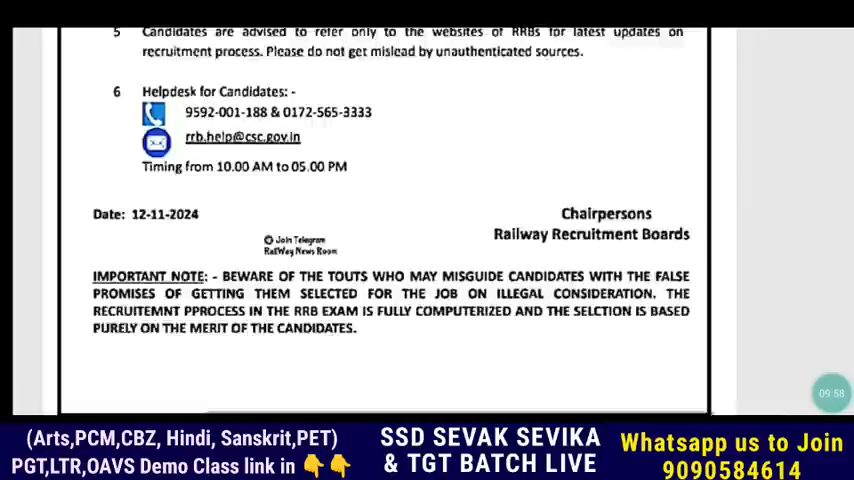 5 Candidates are advised to refer only to the websites of RRBs for latest updates on
recruitment process. Please do not get mislead by unauthenticated sources.
6 Helpdesk for Candidates: -
9592-001-188 & 0172-565-3333
rrb.help@csc.gov.in
Timing from 10.00 AM to 05.00 PM
Date: 12-11-2024
Chairpersons
Railway Recruitment Boards
© Join Telegram
RailWay News Room
IMPORTANT NOTE: - BEWARE OF THE TOUTS WHO MAY MISGUIDE CANDIDATES WITH THE FALSE
PROMISES OF GETTING THEM SELECTED FOR THE JOB ON ILLEGAL CONSIDERATION. THE
RECRUITEMNT PPROCESS IN THE RRB EXAM IS FULLY COMPUTERIZED AND THE SELCTION IS BASED
PURELY ON THE MERIT OF THE CANDIDATES.
09:58
(Arts,PCM,CBZ, Hindi, Sanskrit,PET)
PGT,LTR,OAVS Demo Class link in 👇👇
SSD SEVAK SEVIKA
& TGT BATCH LIVE
Whatsapp us to Join
9090584614